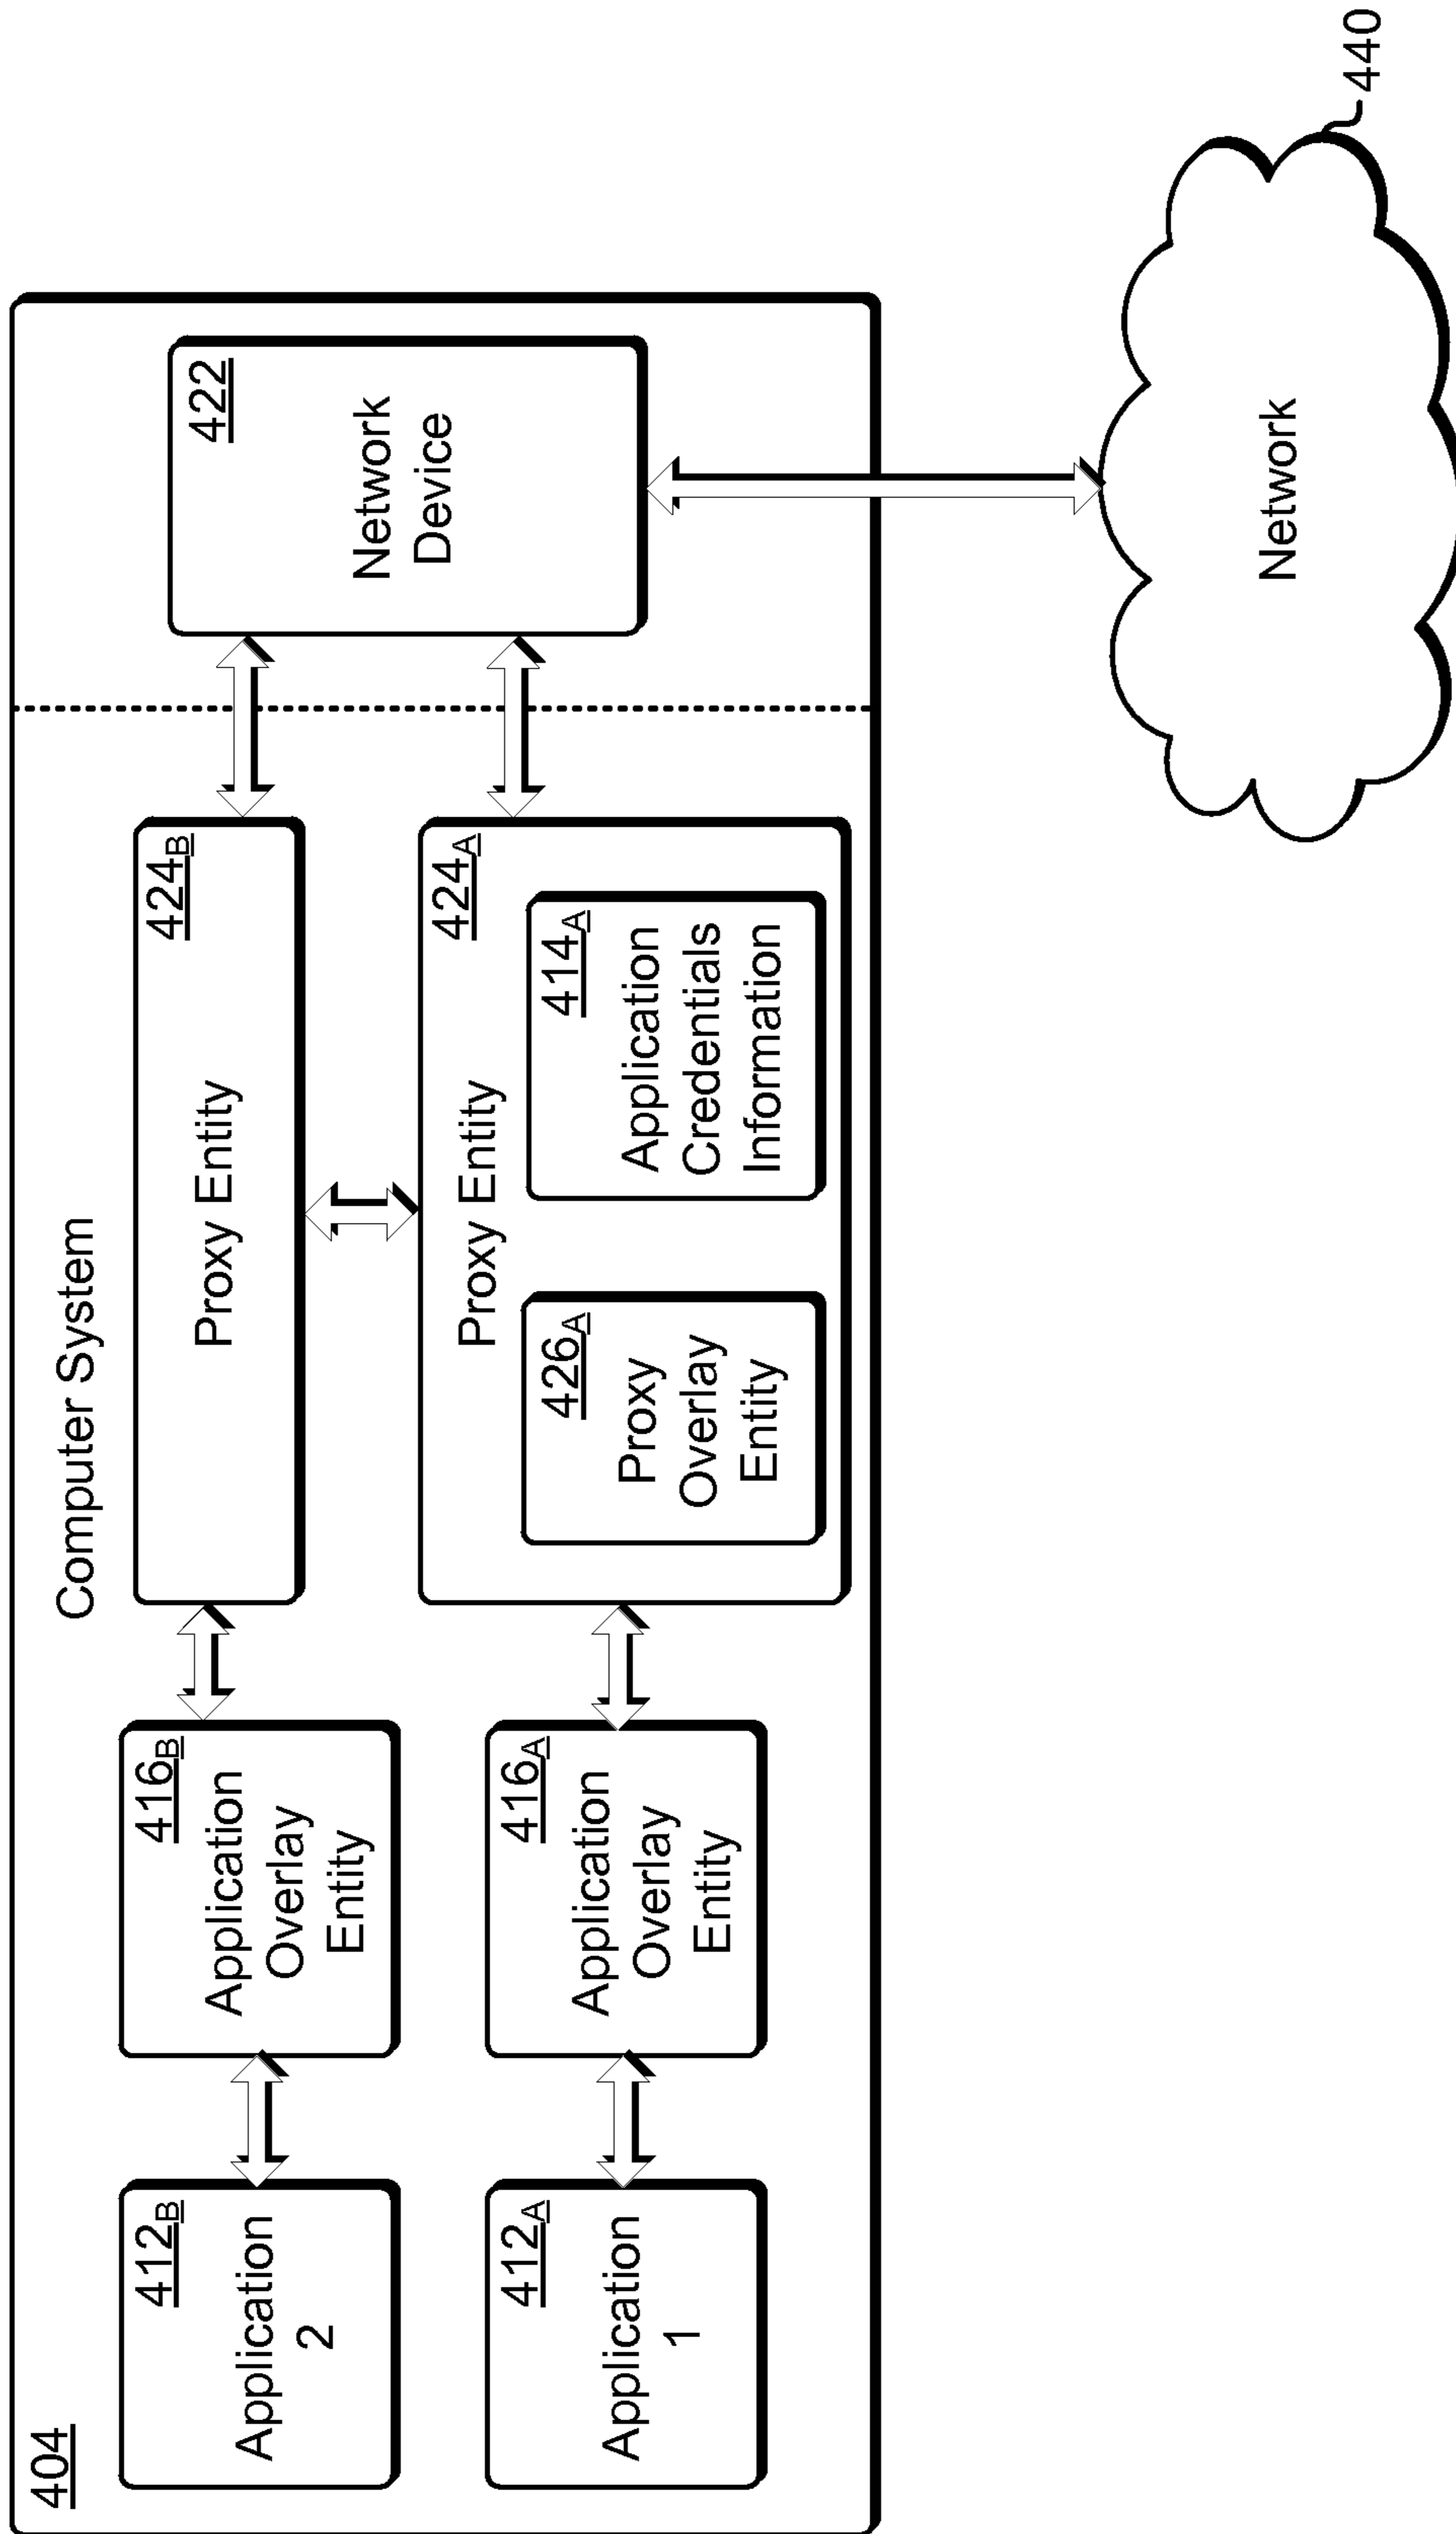 404
Computer System
412B
Application
2
416B
Application
Overlay
Entity
424B
Proxy Entity
422
Network
Device
412A
Application
1
416A
Application
Overlay
Entity
424A
Proxy Entity
426A
Proxy
Overlay
Entity
414A
Application
Credentials
Information
Network
440